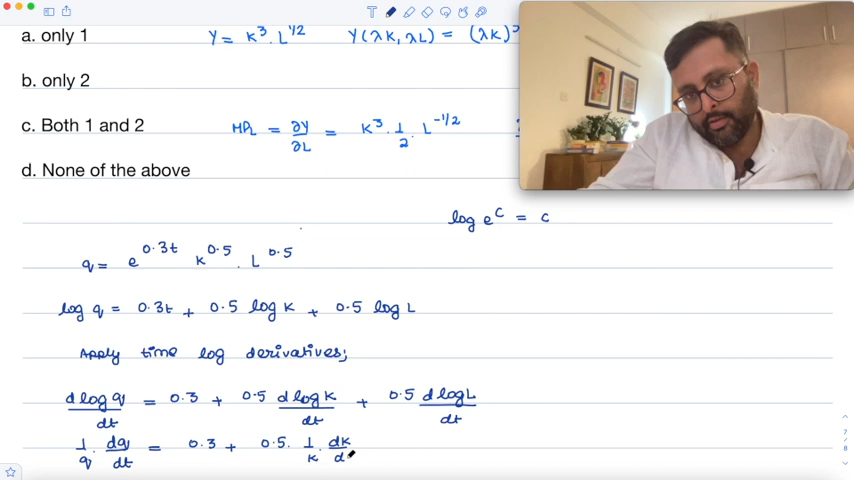 a. only 1 Y = K³ . L^1/2 Y(λK, λL) = (λK)³
b. only 2
c. Both 1 and 2 MPL = ∂Y/∂L = K³ . 1/2 . L^-1/2
d. None of the above
log e^c = c
q = e^0.3t K^0.5 . L^0.5
log q = 0.3t + 0.5 log K + 0.5 log L
Apply time log derivatives;
d log q/dt = 0.3 + 0.5 d log K/dt + 0.5 d log L/dt
1/q . dq/dt = 0.3 + 0.5 . 1/K . dK/d
7/8